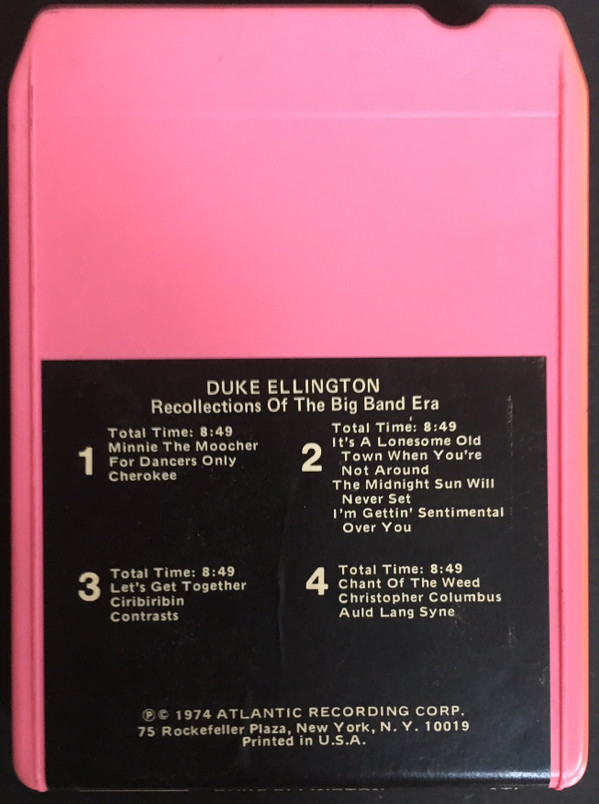 DUKE ELLINGTON
Recollections Of The Big Band Era
1
Total Time: 8:49
Minnie The Moocher
For Dancers Only
Cherokee
2
Total Time: 8:49
It's A Lonesome Old
Town When You're
Not Around
The Midnight Sun Will
Never Set
I'm Gettin' Sentimental
Over You
3
Total Time: 8:49
Let's Get Together
Ciribiribin
Contrasts
4
Total Time: 8:49
Chant Of The Weed
Christopher Columbus
Auld Lang Syne
℗© 1974 ATLANTIC RECORDING CORP.
75 Rockefeller Plaza, New York, N. Y. 10019
Printed in U.S.A.